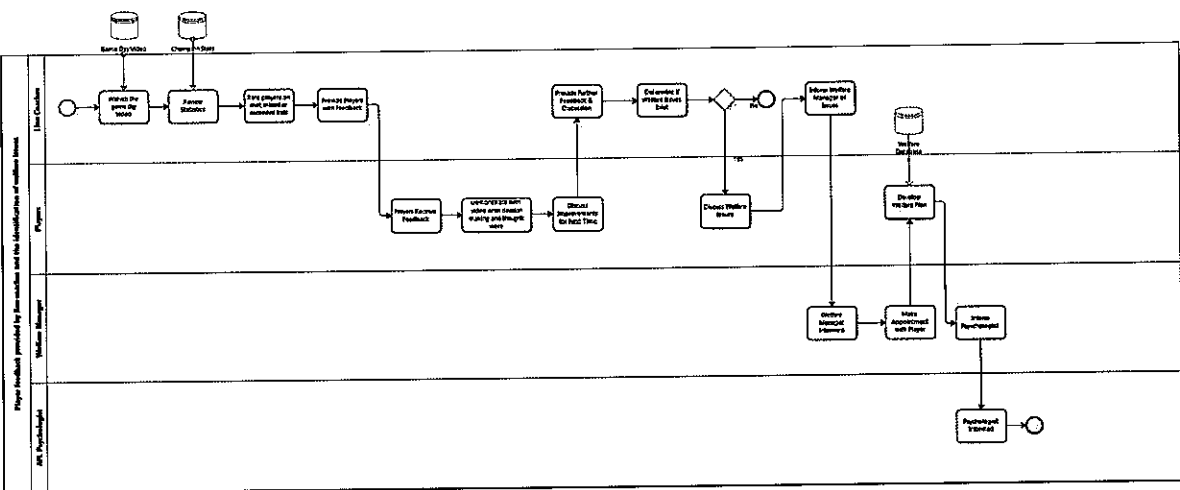 Game Day Video
Champion Stats
Player feedback provided by line coaches and the identification of welfare issues
Line Coaches
Watch the
game day
video
Review
Statistics
Provide Players
with Feedback
Provide Further
Feedback &
Discussion
Determine if
Welfare Issues
Exist
No
Yes
Inform Welfare
Manager of
Issues
Welfare
Database
Players
Players Receive
Feedback
Discuss
Improvements
for Next Time
Discuss Welfare
Issues
Develop
Welfare Plan
Welfare Manager
Welfare
Manager
Informed
Make
Appointment
with Player
Inform
Psychologist
AFL Psychologist
Psychologist
Informed